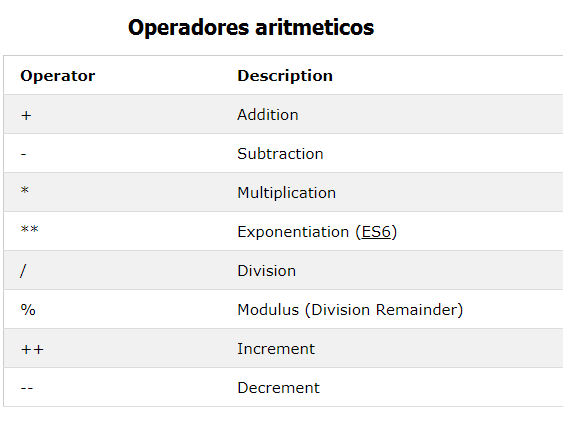 Operadores aritmeticos
Operator Description
+ Addition
- Subtraction
* Multiplication
** Exponentiation (ES6)
/ Division
% Modulus (Division Remainder)
++ Increment
-- Decrement